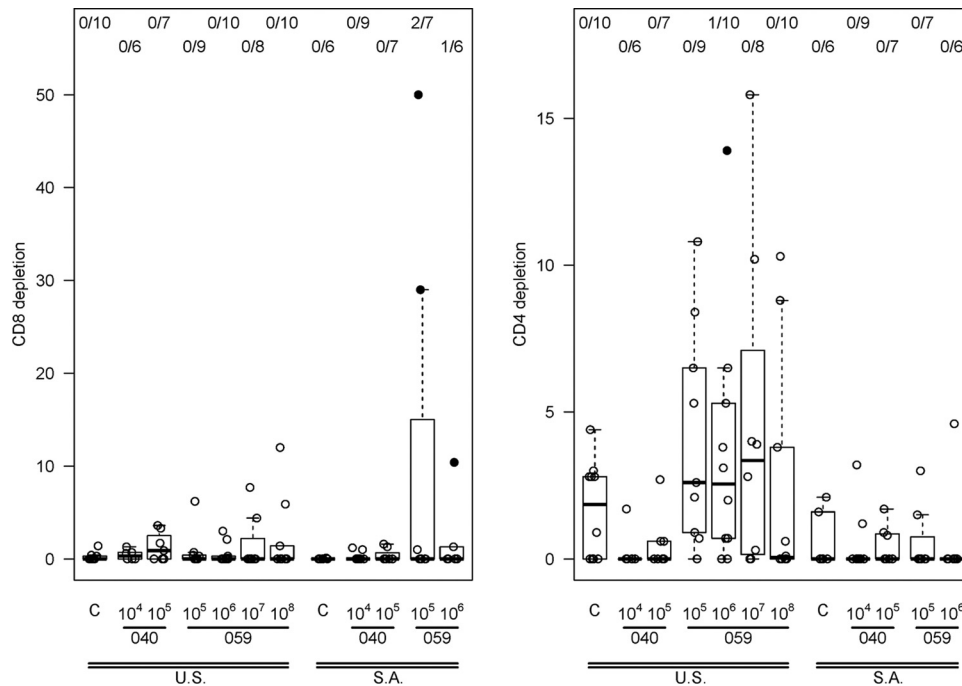 0/10 0/7 0/10 0/10 0/9 2/7
0/6 0/9 0/8 0/6 0/7 1/6
50
40
30
20
10
0
CD8 depletion
C 10⁴ 10⁵ 10⁵ 10⁶ 10⁷ 10⁸ C 10⁴ 10⁵ 10⁵ 10⁶
040 059 040 059
U.S. S.A.
0/10 0/7 1/10 0/10 0/9 0/7
0/6 0/9 0/8 0/6 0/7 0/6
15
10
5
0
CD4 depletion
C 10⁴ 10⁵ 10⁵ 10⁶ 10⁷ 10⁸ C 10⁴ 10⁵ 10⁵ 10⁶
040 059 040 059
U.S. S.A.